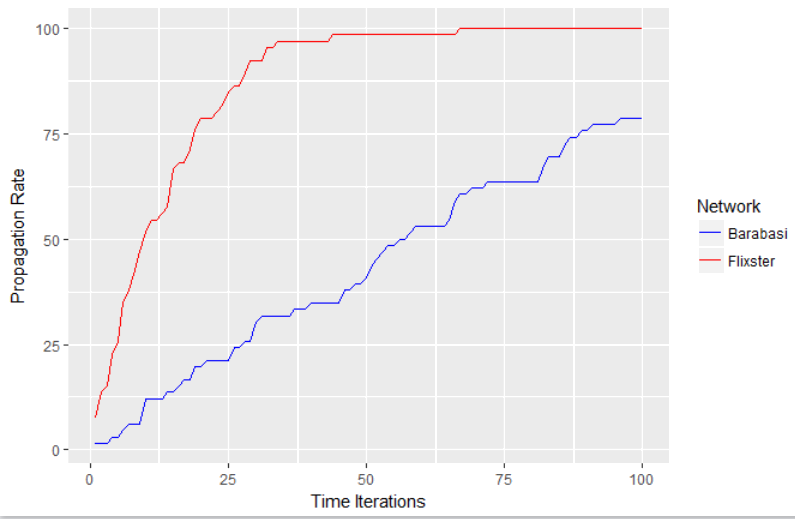 100
75
50
25
0
Propagation Rate
0 25 50 75 100
Time Iterations
Network
Barabasi
Flixster